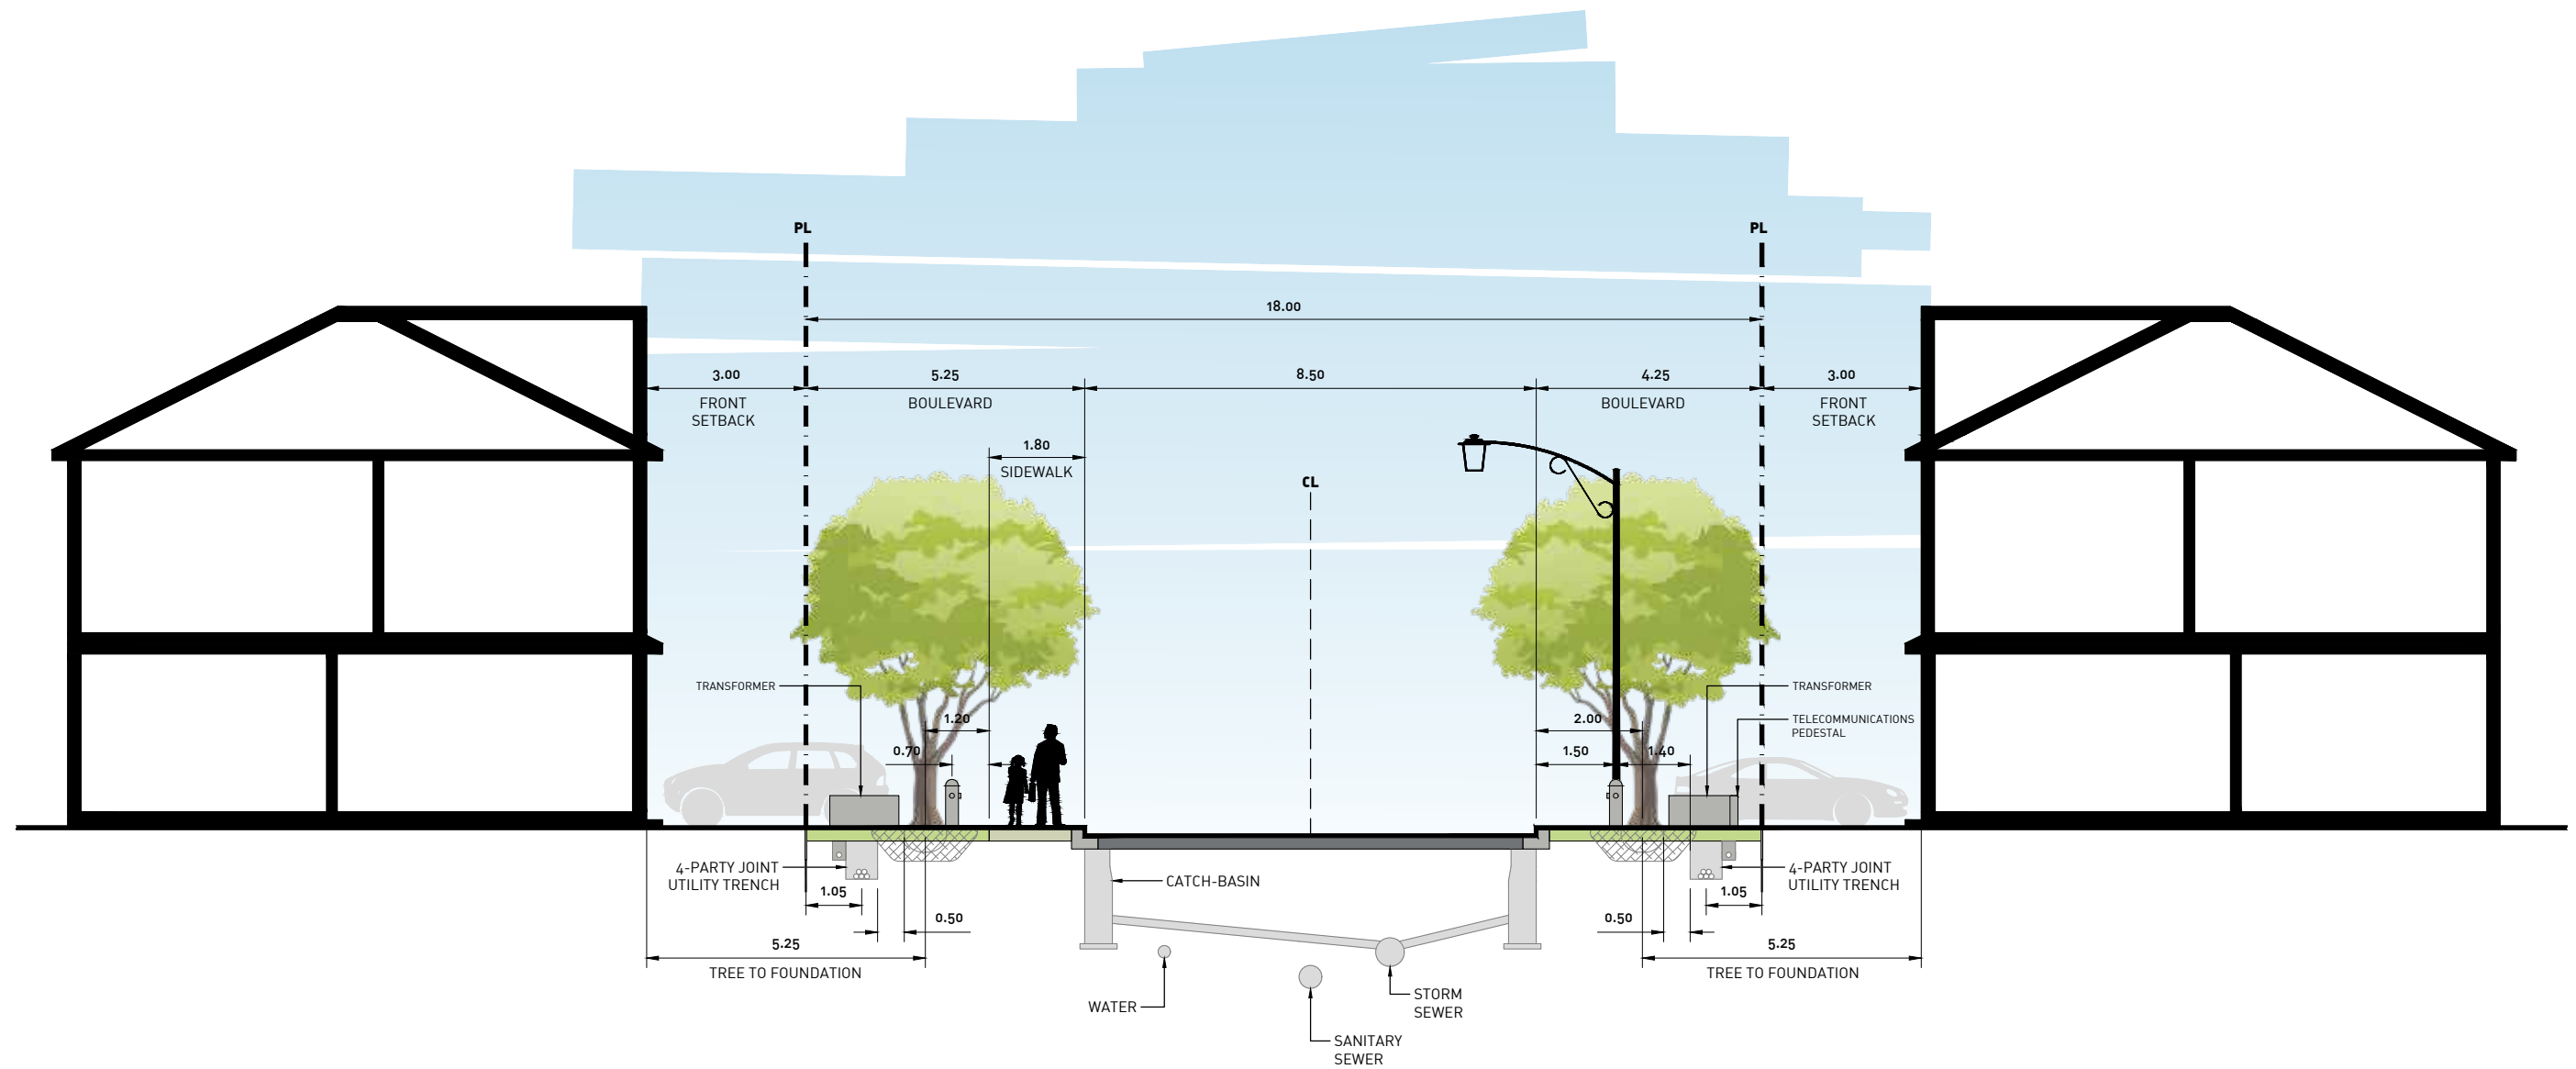 PL
PL
18.00
3.00
5.25
8.50
4.25
3.00
FRONT
SETBACK
BOULEVARD
BOULEVARD
FRONT
SETBACK
1.80
SIDEWALK
CL
TRANSFORMER
TRANSFORMER
1.20
2.00
TELECOMMUNICATIONS
PEDESTAL
0.70
1.50
1.40
4-PARTY JOINT
UTILITY TRENCH
CATCH-BASIN
4-PARTY JOINT
UTILITY TRENCH
1.05
1.05
0.50
0.50
5.25
5.25
TREE TO FOUNDATION
TREE TO FOUNDATION
WATER
STORM
SEWER
SANITARY
SEWER